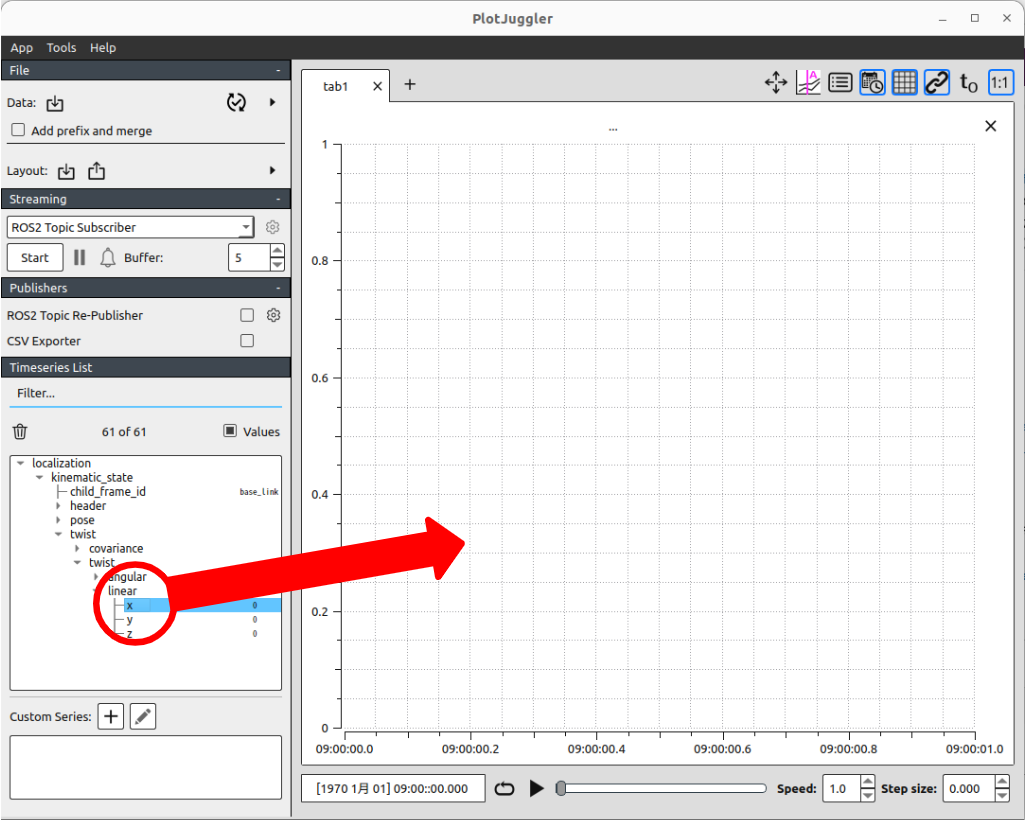 PlotJuggler
App Tools Help
File -
Data:
Add prefix and merge
Layout:
Streaming -
ROS2 Topic Subscriber
Start Buffer: 5
Publishers -
ROS2 Topic Re-Publisher
CSV Exporter
Timeseries List
Filter...
61 of 61 Values
localization
kinematic_state
child_frame_id base_link
header
pose
twist
covariance
twist
angular
linear
x 0
y 0
z 0
Custom Series:
tab1
A
t0
1:1
...
1
0.8
0.6
0.4
0.2
0
09:00:00.0 09:00:00.2 09:00:00.4 09:00:00.6 09:00:00.8 09:00:01.0
[1970 1月 01] 09:00::00.000 Speed: 1.0 Step size: 0.000